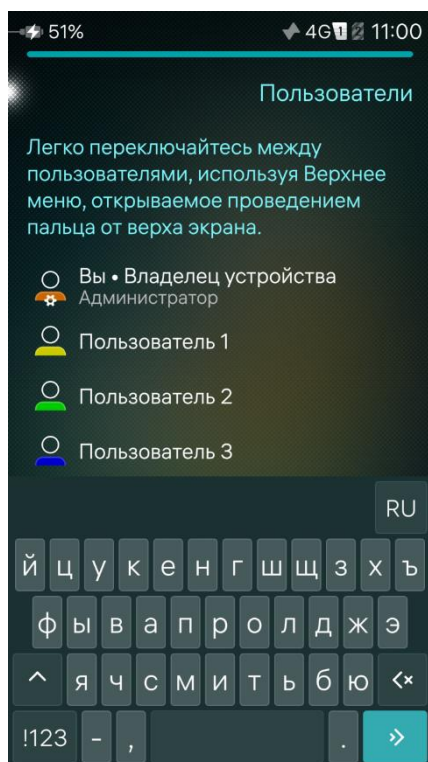 51% 4G 1 11:00
Пользователи
Легко переключайтесь между
пользователями, используя Верхнее
меню, открываемое проведением
пальца от верха экрана.
Вы • Владелец устройства
Администратор
Пользователь 1
Пользователь 2
Пользователь 3
RU
й ц у к е н г ш щ з х ъ
ф ы в а п р о л д ж э
^ я ч с м и т ь б ю
!123 - , .